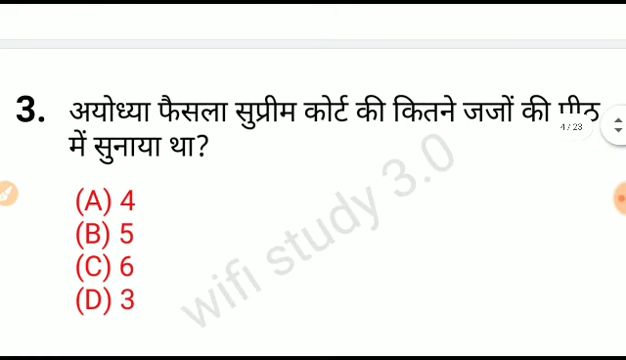 3. अयोध्या फैसला सुप्रीम कोर्ट की कितने जजों की पीठ
4 / 23
में सुनाया था?
(A) 4
(B) 5
(C) 6
(D) 3
wifi study 3.0